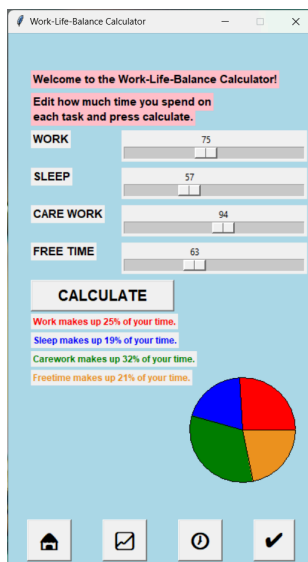 Work-Life-Balance Calculator
Welcome to the Work-Life-Balance Calculator!
Edit how much time you spend on
each task and press calculate.
WORK
75
SLEEP
57
CARE WORK
94
FREE TIME
63
CALCULATE
Work makes up 25% of your time.
Sleep makes up 19% of your time.
Carework makes up 32% of your time.
Freetime makes up 21% of your time.